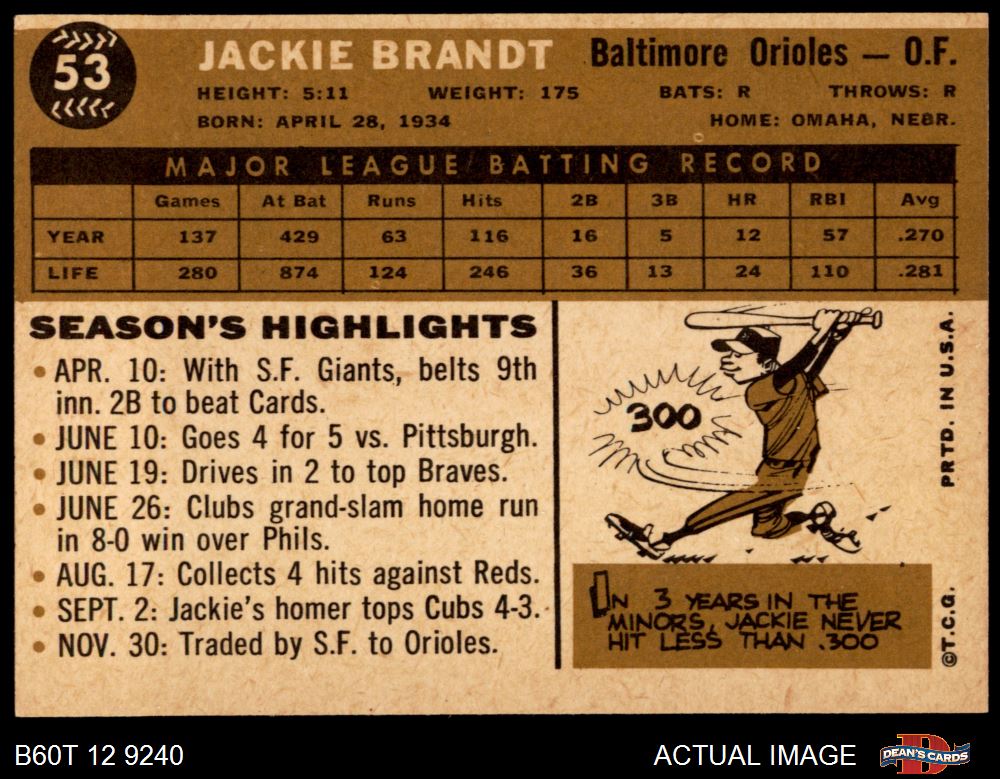 53
JACKIE BRANDT Baltimore Orioles — O.F.
HEIGHT: 5:11 WEIGHT: 175 BATS: R THROWS: R
BORN: APRIL 28, 1934 HOME: OMAHA, NEBR.
MAJOR LEAGUE BATTING RECORD
Games At Bat Runs Hits 2B 3B HR RBI Avg
YEAR 137 429 63 116 16 5 12 57 .270
LIFE 280 874 124 246 36 13 24 110 .281
SEASON'S HIGHLIGHTS
• APR. 10: With S.F. Giants, belts 9th
inn. 2B to beat Cards.
• JUNE 10: Goes 4 for 5 vs. Pittsburgh.
• JUNE 19: Drives in 2 to top Braves.
• JUNE 26: Clubs grand-slam home run
in 8-0 win over Phils.
• AUG. 17: Collects 4 hits against Reds.
• SEPT. 2: Jackie's homer tops Cubs 4-3.
• NOV. 30: Traded by S.F. to Orioles.
300
IN 3 YEARS IN THE
MINORS, JACKIE NEVER
HIT LESS THAN .300
PRTD. IN U.S.A.
©T.C.G.
B60T 12 9240
ACTUAL IMAGE
DEAN'S CARDS